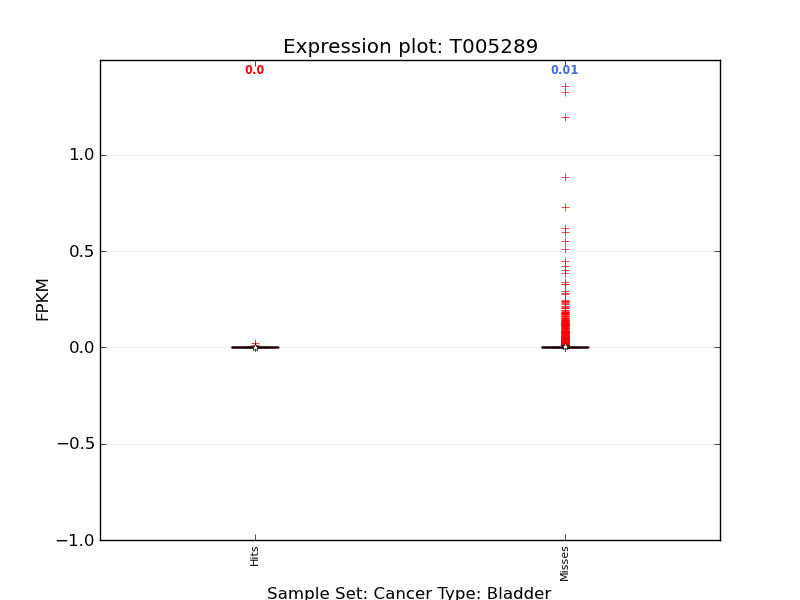 Expression plot: T005289
0.0 0.01
1.0
0.5
0.0
−0.5
−1.0
FPKM
Hits
Misses
Sample Set: Cancer Type: Bladder